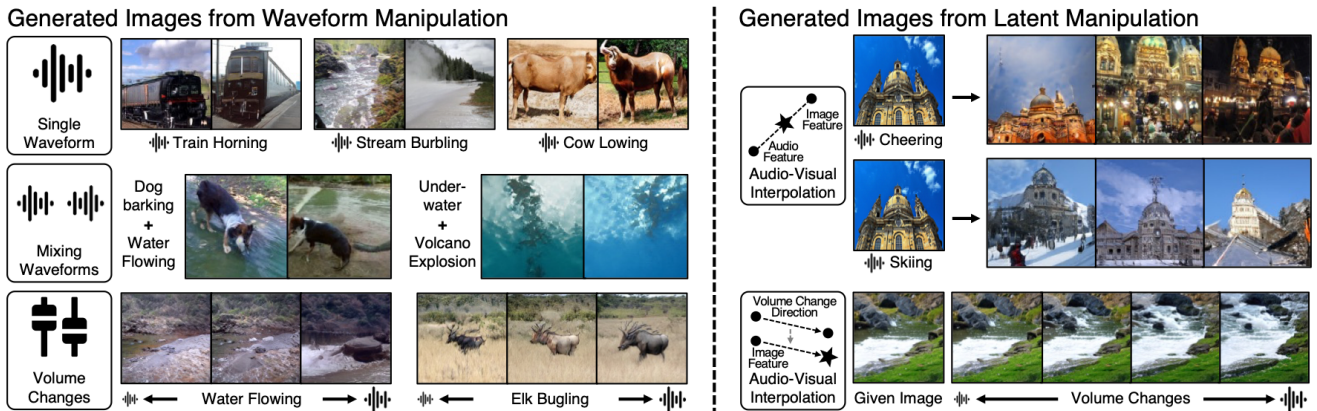 Generated Images from Waveform Manipulation
Single
Waveform
Train Horning
Stream Burbling
Cow Lowing
Mixing
Waveforms
Dog
barking
+
Water
Flowing
Under-
water
+
Volcano
Explosion
Volume
Changes
Water Flowing
Elk Bugling
Generated Images from Latent Manipulation
Image
Feature
Audio
Feature
Audio-Visual
Interpolation
Cheering
Skiing
Volume Change
Direction
Image
Feature
Audio-Visual
Interpolation
Given Image
Volume Changes